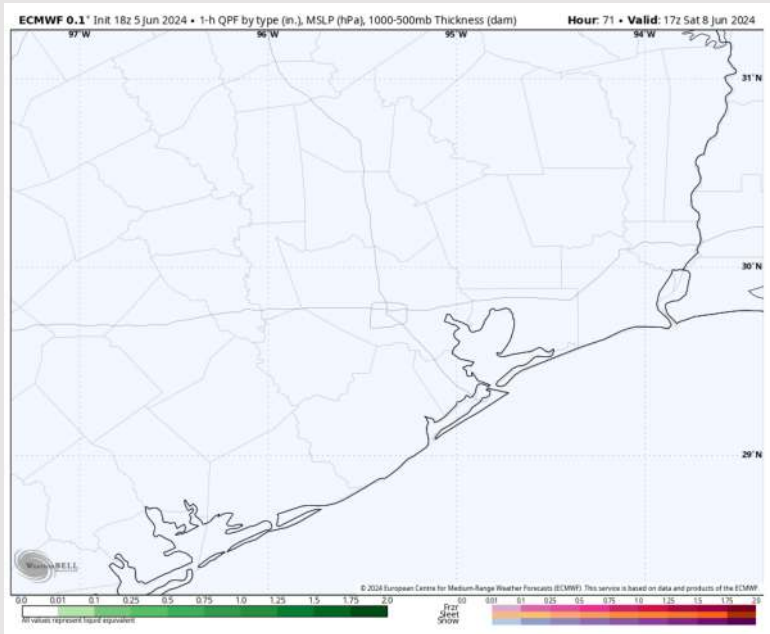 ECMWF 0.1° Init 18z 5 Jun 2024 • 1-h QPF by type (in.), MSLP (hPa), 1000-500mb Thickness (dam) Hour: 71 • Valid: 17z Sat 8 Jun 2024
97°W 96°W 95°W 94°W
31°N
30°N
29°N
WEATHERBELL
© 2024 European Centre for Medium-Range Weather Forecasts (ECMWF). This service is based on data and products of the ECMWF.
0.0 0.01 0.1 0.25 0.5 0.75 1.0 1.25 1.5 1.75 2.0
All values represent liquid equivalent
0.0 0.01 0.1 0.25 0.5 0.75 1.0 1.25 1.5 1.75 2.0
Frzr
Sleet
Snow